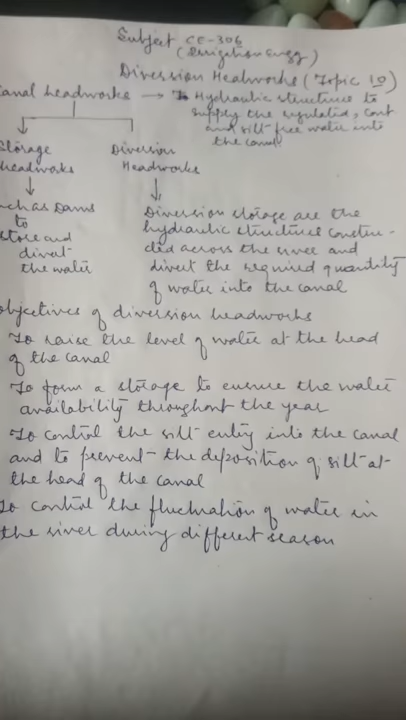 Subject CE-306
(Irrigation Engg)
Diversion Headworks (Topic 10)
Canal headworks → Hydraulic structure to
supply the regulated, cont
and silt free water into
the canal
Storage
headworks
Diversion
Headworks
such as Dams
to
store and
divert
the water
Diversion storage are the
hydraulic structures constru-
cted across the river and
divert the required quantity
of water into the canal
objectives of diversion headworks
To raise the level of water at the head
of the canal
To form a storage to ensure the water
availability throughout the year
To control the silt entry into the canal
and to prevent the deposition of silt at
the head of the canal
To control the fluctuation of water in
the river during different season